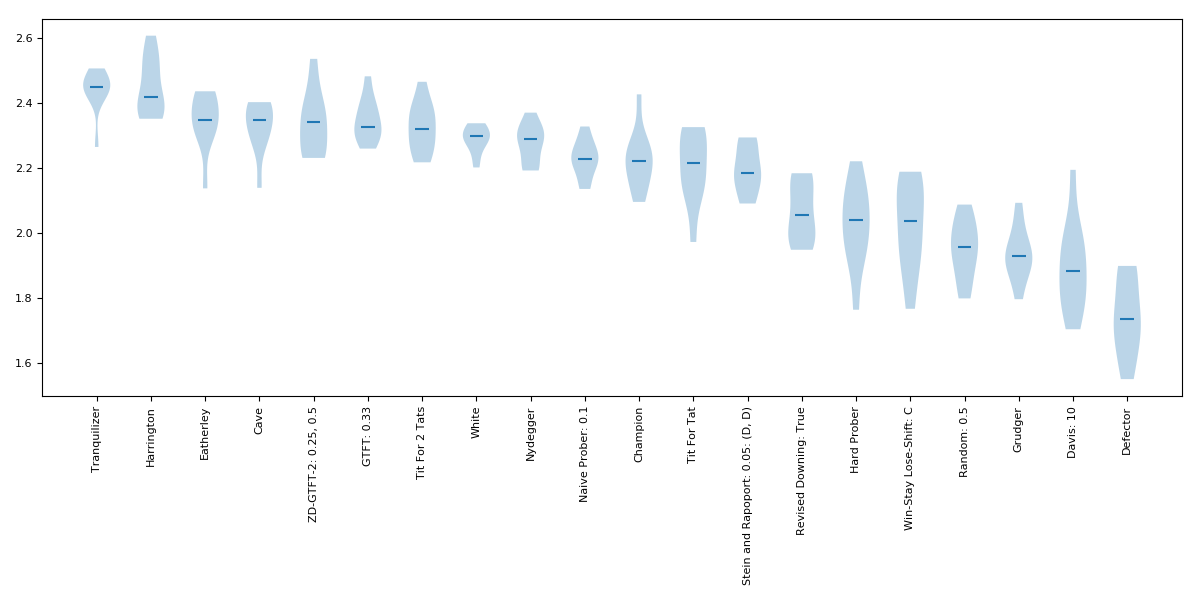 2.6
2.4
2.2
2.0
1.8
1.6
Tranquilizer
Harrington
Eatherley
Cave
ZD-GTFT-2: 0.25, 0.5
GTFT: 0.33
Tit For 2 Tats
White
Nydegger
Naive Prober: 0.1
Champion
Tit For Tat
Stein and Rapoport: 0.05: (D, D)
Revised Downing: True
Hard Prober
Win-Stay Lose-Shift: C
Random: 0.5
Grudger
Davis: 10
Defector